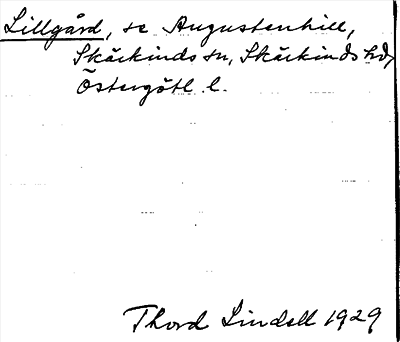 Lillgård, se Augustenhill,
Skärkinds sn, Skärkinds hd,
Östergötl. l.
Thord Lindell 1929